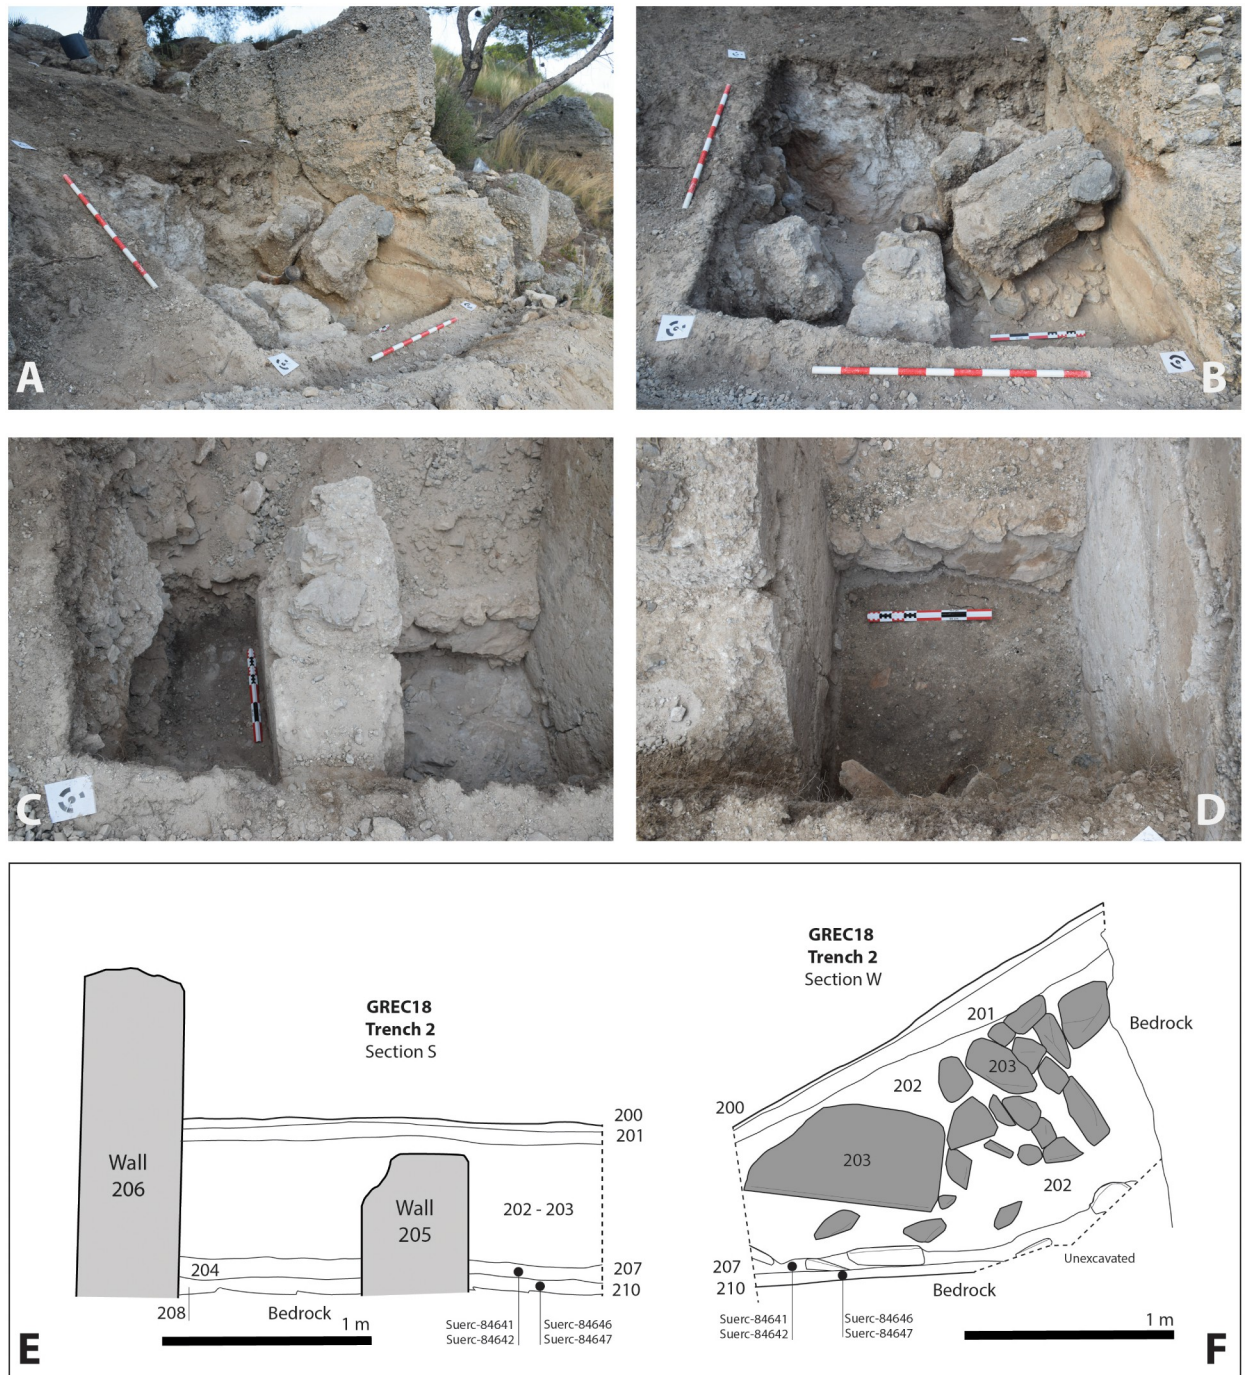 A
B
C
D
GREC18
Trench 2
Section S
200
201
Wall
206
Wall
205
202 - 203
204
207
210
208
Bedrock
1 m
Suerc-84641
Suerc-84642
Suerc-84646
Suerc-84647
E
GREC18
Trench 2
Section W
201
Bedrock
203
202
200
203
202
Unexcavated
207
210
Bedrock
Suerc-84641
Suerc-84642
Suerc-84646
Suerc-84647
1 m
F